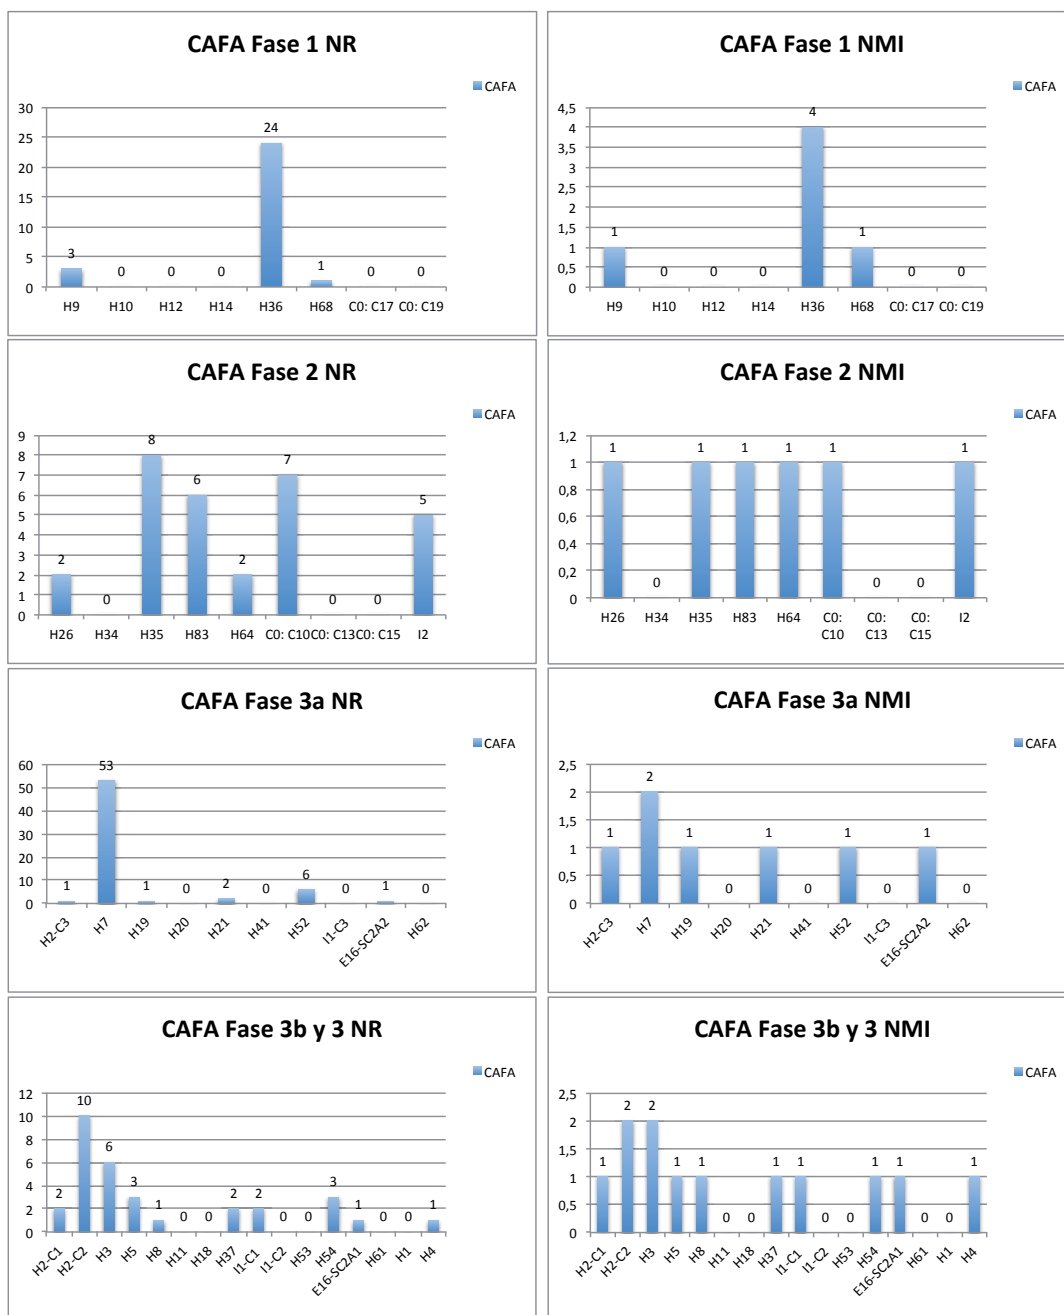 CAFA Fase 1 NR
CAFA
30
25
20
15
10
5
0
3 0 0 0 24 1 0 0
H9 H10 H12 H14 H36 H68 C0: C17 C0: C19
CAFA Fase 1 NMI
CAFA
4,5
4
3,5
3
2,5
2
1,5
1
0,5
0
1 0 0 0 4 1 0 0
H9 H10 H12 H14 H36 H68 C0: C17 C0: C19
CAFA Fase 2 NR
CAFA
9
8
7
6
5
4
3
2
1
0
2 0 8 6 2 7 0 0 5
H26 H34 H35 H83 H64 C0: C10 C0: C13 C0: C15 I2
CAFA Fase 2 NMI
CAFA
1,2
1
0,8
0,6
0,4
0,2
0
1 0 1 1 1 1 0 0 1
H26 H34 H35 H83 H64 C0: C0: C0: I2
C10 C13 C15
CAFA Fase 3a NR
CAFA
60
50
40
30
20
10
0
1 53 1 0 2 0 6 0 1 0
H2-C3 H7 H19 H20 H21 H41 H52 I1-C3 E16-SC2A2 H62
CAFA Fase 3a NMI
CAFA
2,5
2
1,5
1
0,5
0
1 2 1 0 1 0 1 0 1 0
H2-C3 H7 H19 H20 H21 H41 H52 I1-C3 E16-SC2A2 H62
CAFA Fase 3b y 3 NR
CAFA
12
10
8
6
4
2
0
2 10 6 3 1 0 0 2 2 0 0 3 1 0 0 1
H2-C1 H2-C2 H3 H5 H8 H11 H18 H37 I1-C1 I1-C2 H53 H54 E16-SC2A1 H61 H1 H4
CAFA Fase 3b y 3 NMI
CAFA
2,5
2
1,5
1
0,5
0
1 2 2 1 1 0 0 1 1 0 0 1 1 0 0 1
H2-C1 H2-C2 H3 H5 H8 H11 H18 H37 I1-C1 I1-C2 H53 H54 E16-SC2A1 H61 H1 H4